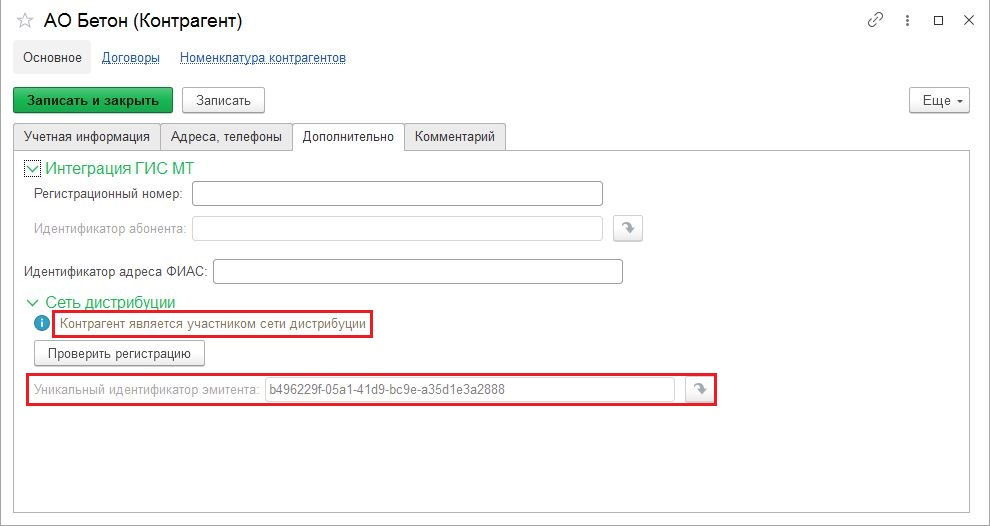 АО Бетон (Контрагент)
Основное Договоры Номенклатура контрагентов
Записать и закрыть Записать Еще
Учетная информация Адреса, телефоны Дополнительно Комментарий
Интеграция ГИС МТ
Регистрационный номер:
Идентификатор абонента:
Идентификатор адреса ФИАС:
Сеть дистрибуции
Контрагент является участником сети дистрибуции
Проверить регистрацию
Уникальный идентификатор эмитента: b496229f-05a1-41d9-bc9e-a35d1e3a2888